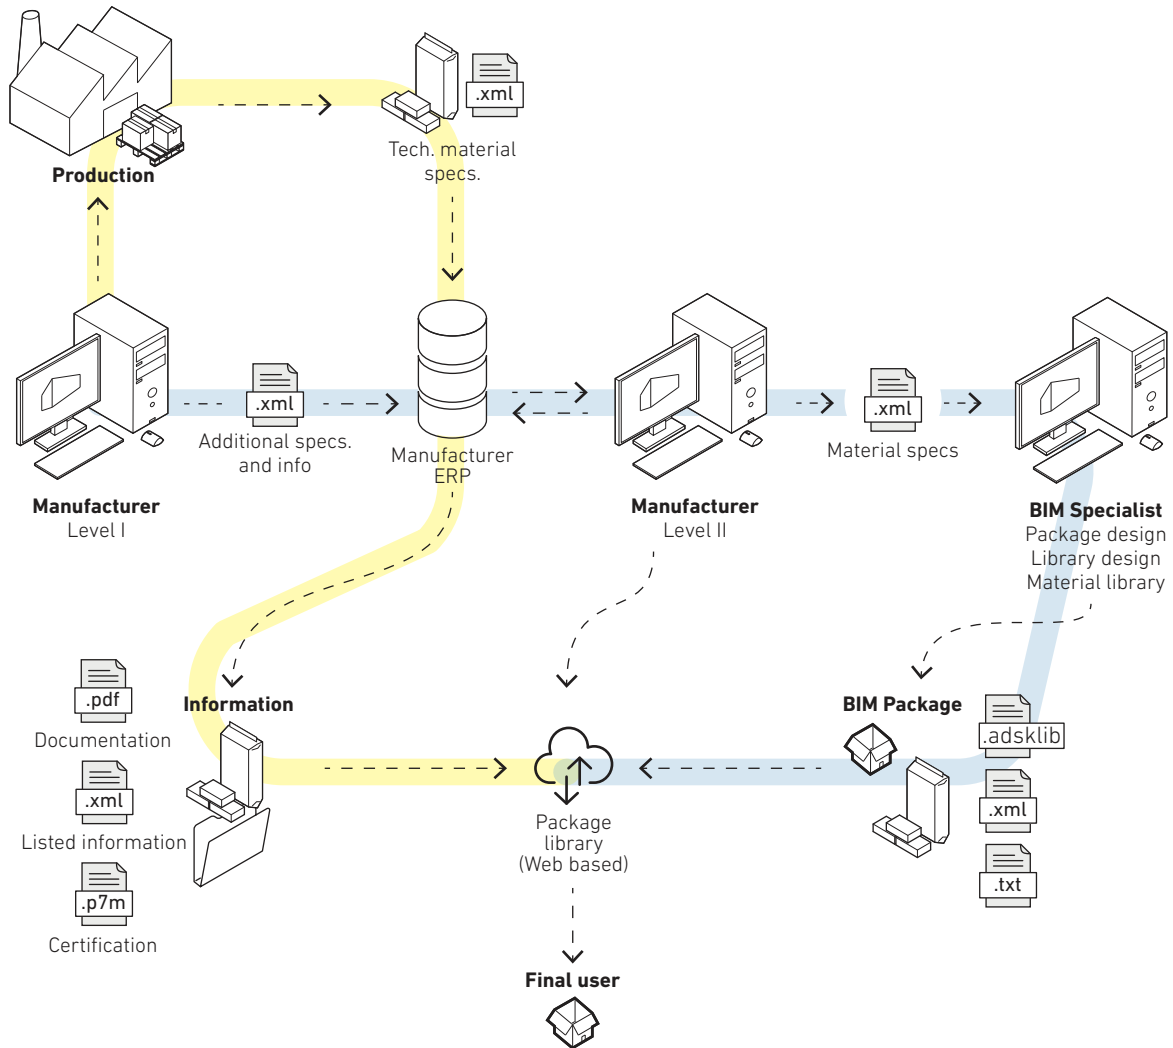 .xml
Tech. material
specs.
Production
.xml
Additional specs.
and info
Manufacturer
ERP
.xml
Material specs
Manufacturer
Level I
Manufacturer
Level II
BIM Specialist
Package design
Library design
Material library
.pdf
Documentation
.xml
Listed information
.p7m
Certification
Information
BIM Package
.adsklib
.xml
.txt
Package
library
(Web based)
Final user